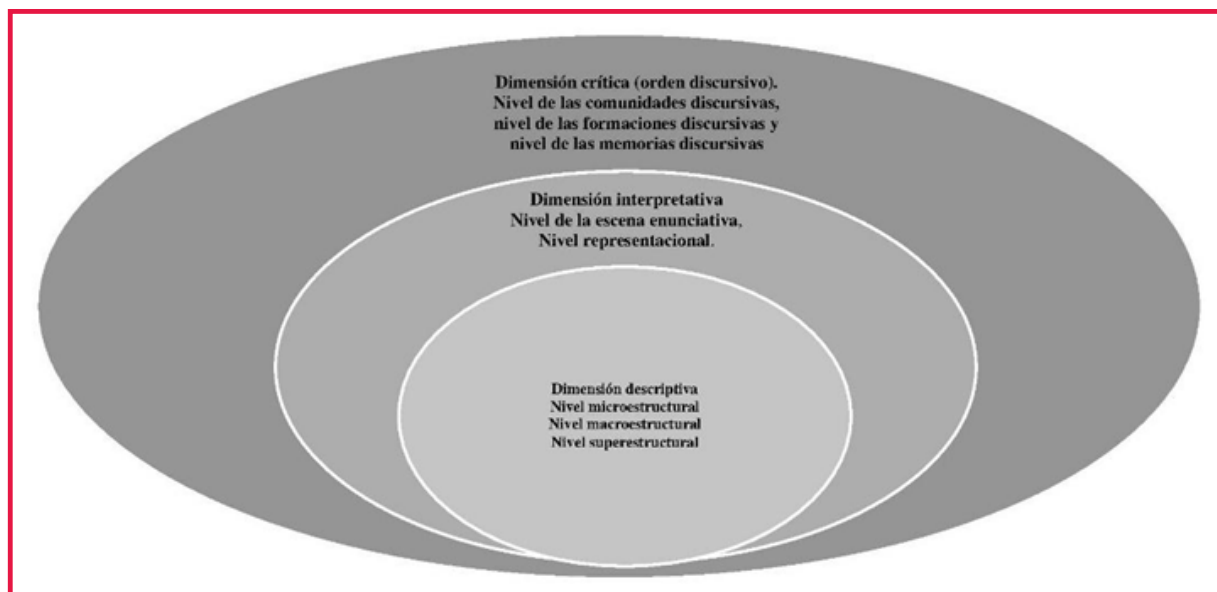 Dimensión crítica (orden discursivo).
Nivel de las comunidades discursivas,
nivel de las formaciones discursivas y
nivel de las memorias discursivas
Dimensión interpretativa
Nivel de la escena enunciativa,
Nivel representacional.
Dimensión descriptiva
Nivel microestructural
Nivel macroestructural
Nivel superestructural